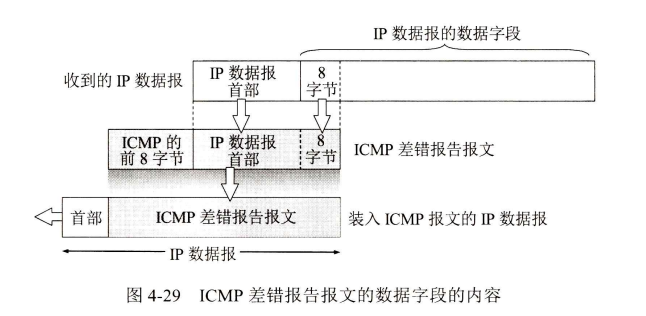 IP 数据报的数据字段
收到的 IP 数据报
IP 数据报
首部
8
字节
ICMP 的
前 8 字节
IP 数据报
首部
8
字节
ICMP 差错报告报文
首部
ICMP 差错报告报文
装入 ICMP 报文的 IP 数据报
IP 数据报
图 4-29 ICMP 差错报告报文的数据字段的内容